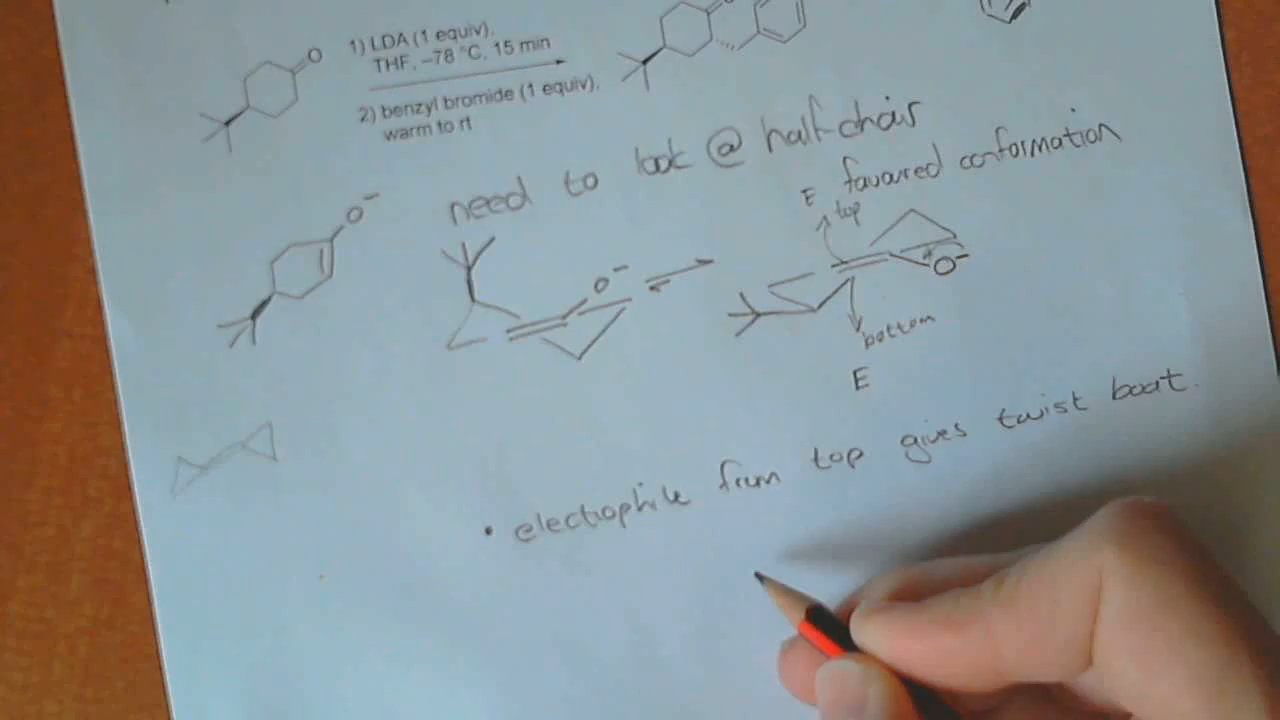 O
1) LDA (1 equiv),
THF, –78 °C, 15 min
2) benzyl bromide (1 equiv),
warm to rt
need to look @ half chair
favoured conformation
O⁻
O⁻
E
top
O⁻
bottom
E
• electrophile from top gives twist boat.